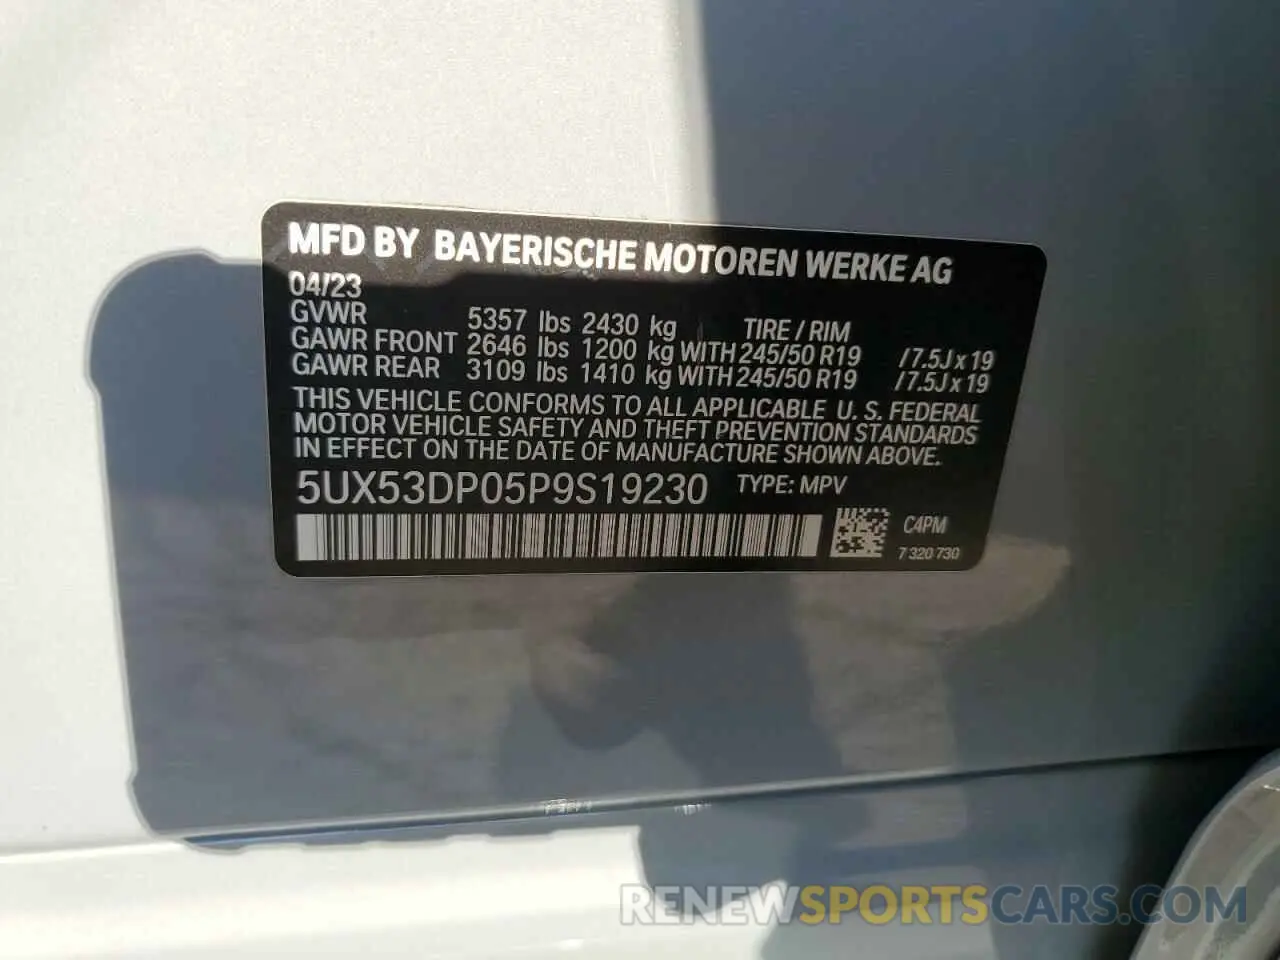 MFD BY BAYERISCHE MOTOREN WERKE AG
04/23
GVWR 5357 lbs 2430 kg TIRE / RIM
GAWR FRONT 2646 lbs 1200 kg WITH 245/50 R19 /7.5J x 19
GAWR REAR 3109 lbs 1410 kg WITH 245/50 R19 /7.5J x 19
THIS VEHICLE CONFORMS TO ALL APPLICABLE U. S. FEDERAL
MOTOR VEHICLE SAFETY AND THEFT PREVENTION STANDARDS
IN EFFECT ON THE DATE OF MANUFACTURE SHOWN ABOVE.
5UX53DP05P9S19230 TYPE: MPV
C4PM
7 320 730
RENEWSPORTSCARS.COM